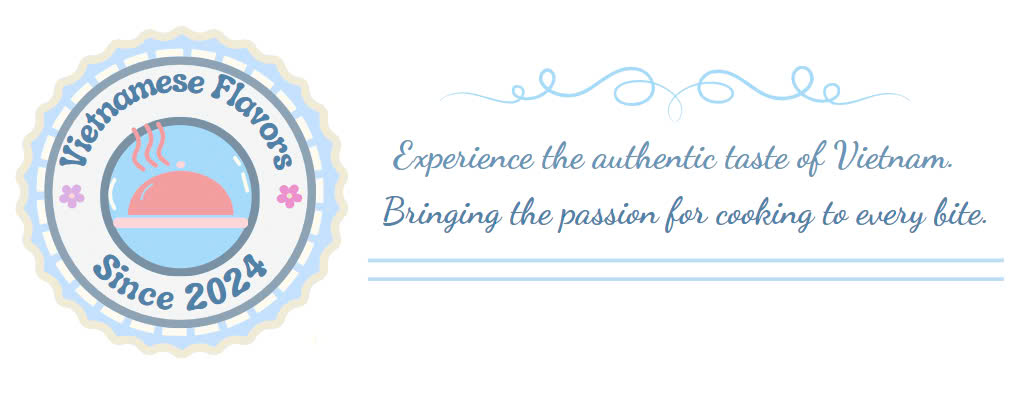 Vietnamese Flavors
Since 2024
Experience the authentic taste of Vietnam.
Bringing the passion for cooking to every bite.